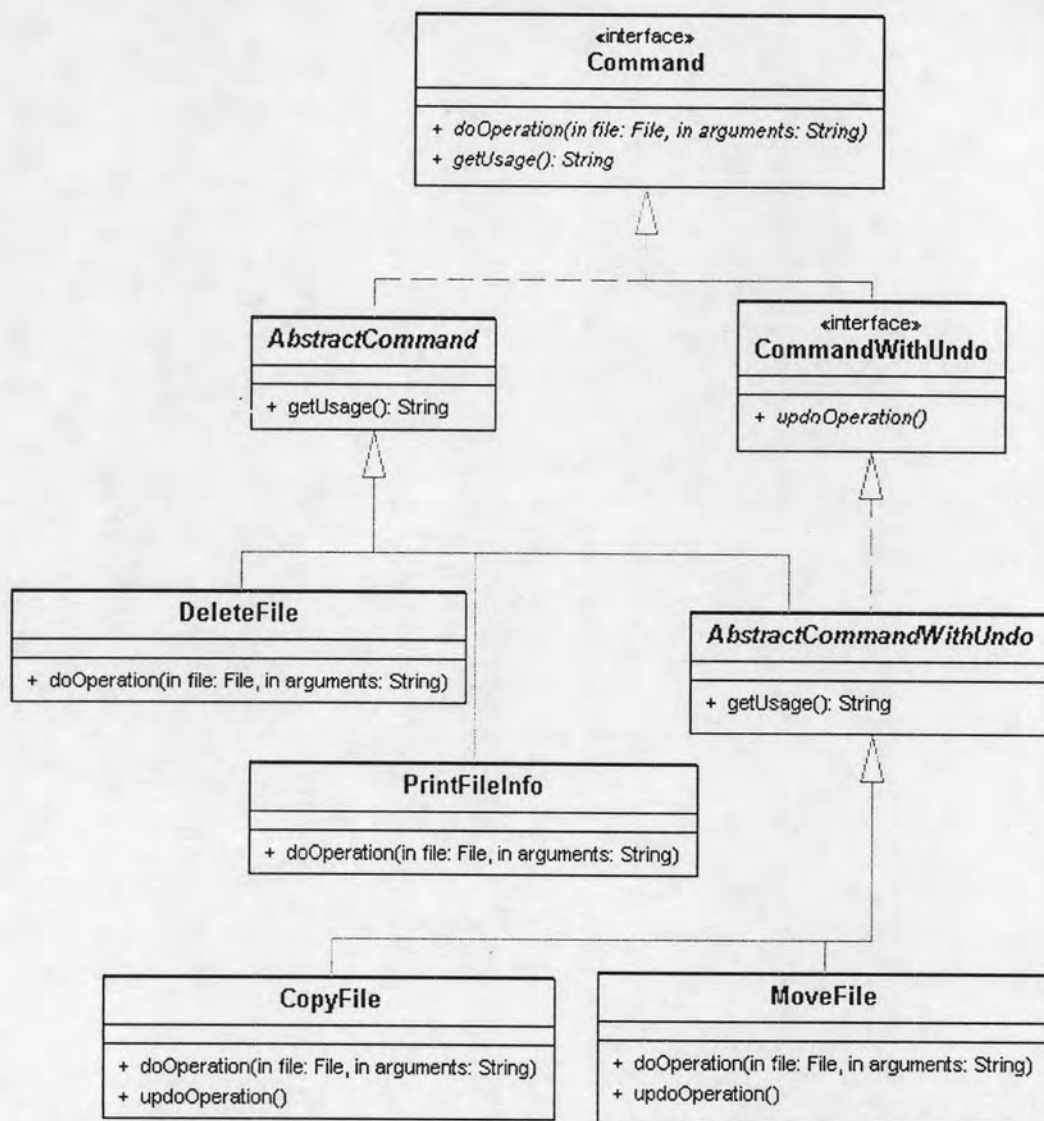 «interface»
Command
+ doOperation(in file: File, in arguments: String)
+ getUsage(): String
AbstractCommand
+ getUsage(): String
«interface»
CommandWithUndo
+ updoOperation()
DeleteFile
+ doOperation(in file: File, in arguments: String)
AbstractCommandWithUndo
+ getUsage(): String
PrintFileInfo
+ doOperation(in file: File, in arguments: String)
CopyFile
+ doOperation(in file: File, in arguments: String)
+ updoOperation()
MoveFile
+ doOperation(in file: File, in arguments: String)
+ updoOperation()